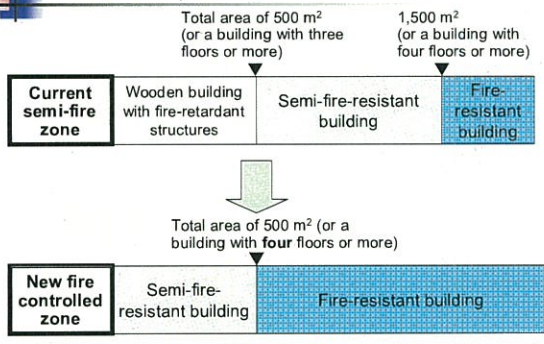 Total area of 500 m²
(or a building with three
floors or more)
1,500 m²
(or a building with
four floors or more)
Current
semi-fire
zone
Wooden building
with fire-retardant
structures
Semi-fire-resistant
building
Fire-
resistant
building
Total area of 500 m² (or a
building with four floors or more)
New fire
controlled
zone
Semi-fire-
resistant building
Fire-resistant building